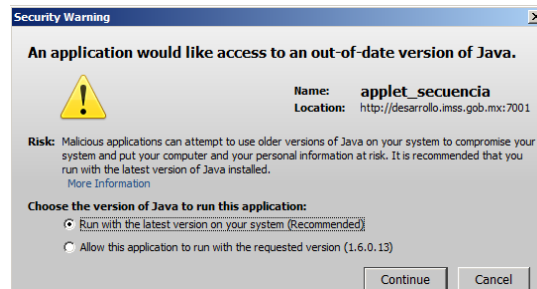 Security Warning
An application would like access to an out-of-date version of Java.
Name: applet_secuencia
Location: http://desarrollo.imss.gob.mx:7001
Risk: Malicious applications can attempt to use older versions of Java on your system to compromise your
system and put your computer and your personal information at risk. It is recommended that you
run with the latest version of Java installed.
More Information
Choose the version of Java to run this application:
Run with the latest version on your system (Recommended)
Allow this application to run with the requested version (1.6.0.13)
Continue Cancel